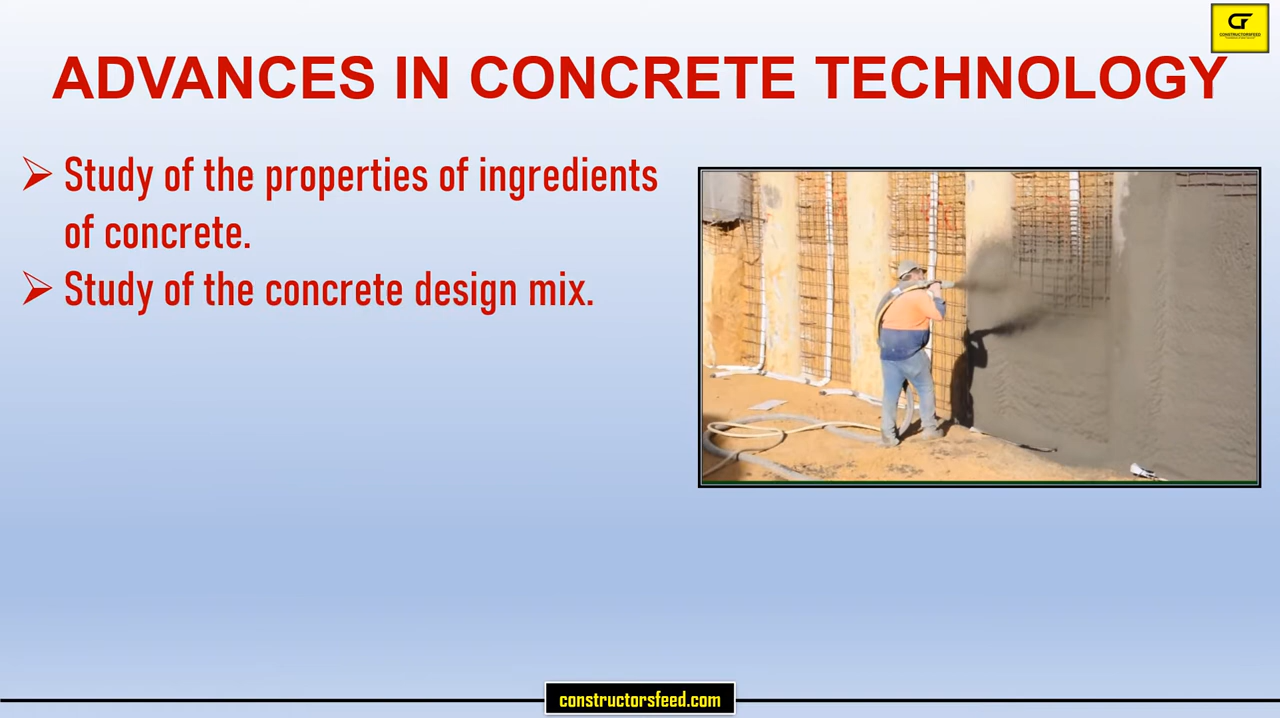 CONSTRUCTORSFEED
ADVANCES IN CONCRETE TECHNOLOGY
Study of the properties of ingredients
of concrete.
Study of the concrete design mix.
constructorsfeed.com